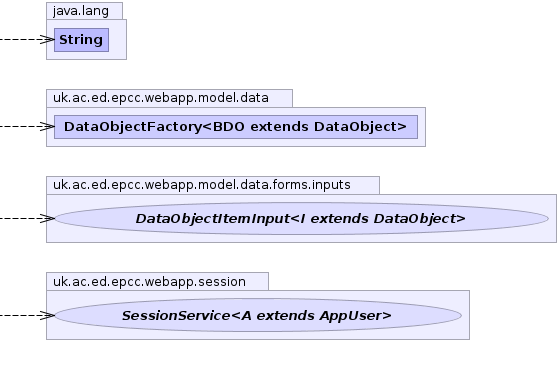 java.lang
String
uk.ac.ed.epcc.webapp.model.data
DataObjectFactory<BDO extends DataObject>
uk.ac.ed.epcc.webapp.model.data.forms.inputs
DataObjectItemInput<I extends DataObject>
uk.ac.ed.epcc.webapp.session
SessionService<A extends AppUser>